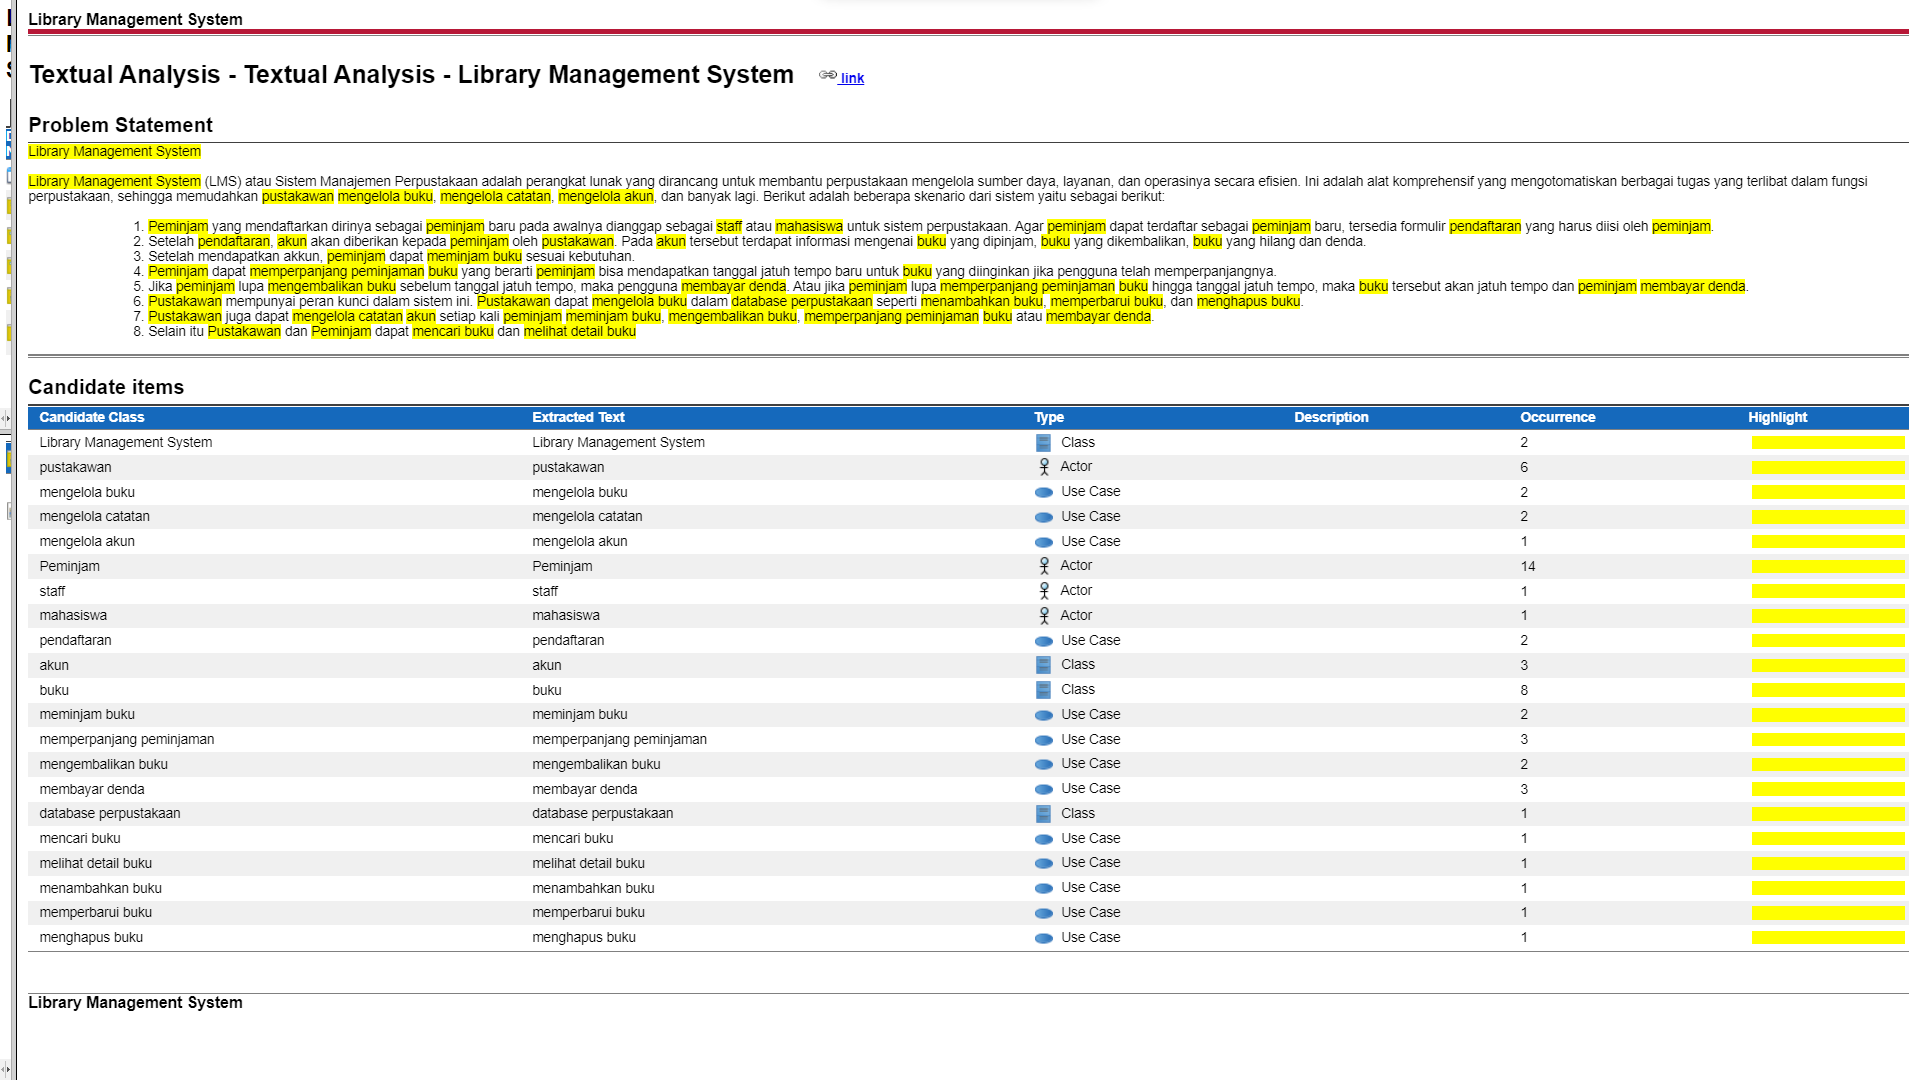 Library Management System
Textual Analysis - Textual Analysis - Library Management System link
Problem Statement
Library Management System
Library Management System (LMS) atau Sistem Manajemen Perpustakaan adalah perangkat lunak yang dirancang untuk membantu perpustakaan mengelola sumber daya, layanan, dan operasinya secara efisien. Ini adalah alat komprehensif yang mengotomatiskan berbagai tugas yang terlibat dalam fungsi
perpustakaan, sehingga memudahkan pustakawan mengelola buku, mengelola catatan, mengelola akun, dan banyak lagi. Berikut adalah beberapa skenario dari sistem yaitu sebagai berikut:
1. Peminjam yang mendaftarkan dirinya sebagai peminjam baru pada awalnya dianggap sebagai staff atau mahasiswa untuk sistem perpustakaan. Agar peminjam dapat terdaftar sebagai peminjam baru, tersedia formulir pendaftaran yang harus diisi oleh peminjam.
2. Setelah pendaftaran, akun akan diberikan kepada peminjam oleh pustakawan. Pada akun tersebut terdapat informasi mengenai buku yang dipinjam, buku yang dikembalikan, buku yang hilang dan denda.
3. Setelah mendapatkan akkun, peminjam dapat meminjam buku sesuai kebutuhan.
4. Peminjam dapat memperpanjang peminjaman buku yang berarti peminjam bisa mendapatkan tanggal jatuh tempo baru untuk buku yang diinginkan jika pengguna telah memperpanjangnya.
5. Jika peminjam lupa mengembalikan buku sebelum tanggal jatuh tempo, maka pengguna membayar denda. Atau jika peminjam lupa memperpanjang peminjaman buku hingga tanggal jatuh tempo, maka buku tersebut akan jatuh tempo dan peminjam membayar denda.
6. Pustakawan mempunyai peran kunci dalam sistem ini. Pustakawan dapat mengelola buku dalam database perpustakaan seperti menambahkan buku, memperbarui buku, dan menghapus buku.
7. Pustakawan juga dapat mengelola catatan akun setiap kali peminjam meminjam buku, mengembalikan buku, memperpanjang peminjaman buku atau membayar denda.
8. Selain itu Pustakawan dan Peminjam dapat mencari buku dan melihat detail buku
Candidate items
Candidate Class Extracted Text Type Description Occurrence Highlight
Library Management System Library Management System Class 2
pustakawan pustakawan Actor 6
mengelola buku mengelola buku Use Case 2
mengelola catatan mengelola catatan Use Case 2
mengelola akun mengelola akun Use Case 1
Peminjam Peminjam Actor 14
staff staff Actor 1
mahasiswa mahasiswa Actor 1
pendaftaran pendaftaran Use Case 2
akun akun Class 3
buku buku Class 8
meminjam buku meminjam buku Use Case 2
memperpanjang peminjaman memperpanjang peminjaman Use Case 3
mengembalikan buku mengembalikan buku Use Case 2
membayar denda membayar denda Use Case 3
database perpustakaan database perpustakaan Class 1
mencari buku mencari buku Use Case 1
melihat detail buku melihat detail buku Use Case 1
menambahkan buku menambahkan buku Use Case 1
memperbarui buku memperbarui buku Use Case 1
menghapus buku menghapus buku Use Case 1
Library Management System